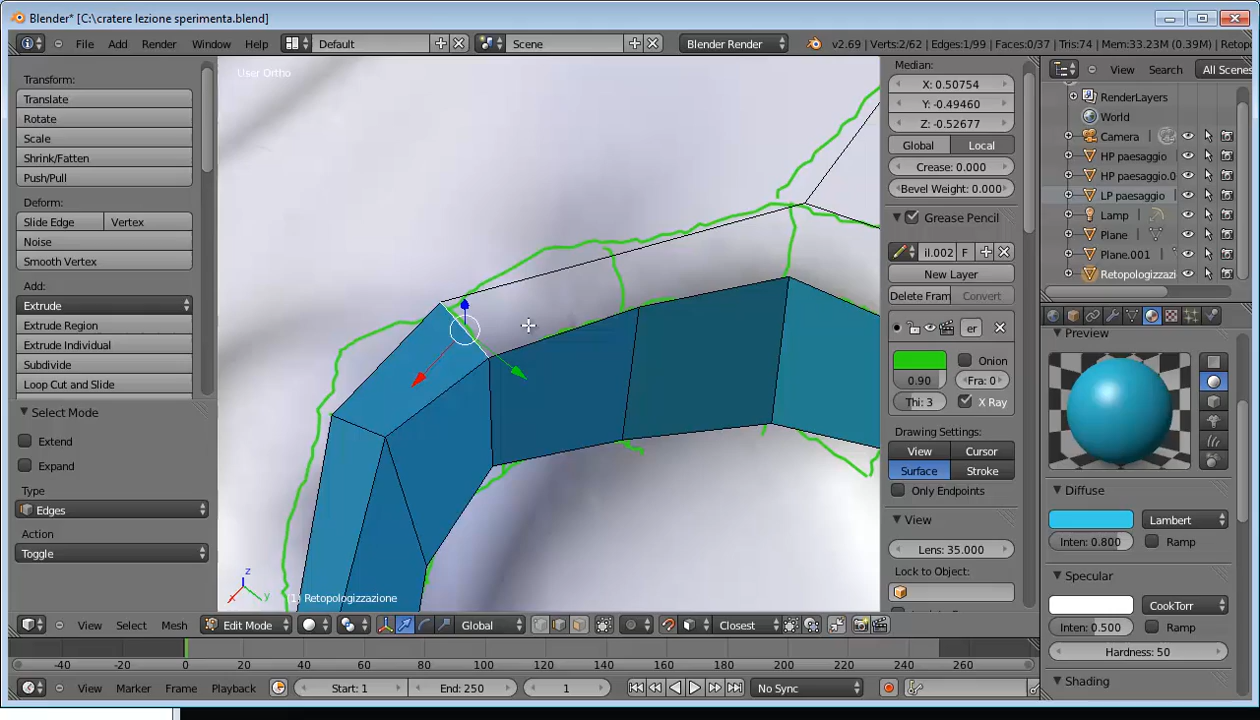 Blender* [C:\cratere lezione sperimenta.blend]
File Add Render Window Help Default Scene Blender Render v2.69 | Verts:2/62 | Edges:1/99 | Faces:0/37 | Tris:74 | Mem:33.23M (0.39M) | Retopo
Transform:
Translate
Rotate
Scale
Shrink/Fatten
Push/Pull
Deform:
Slide Edge Vertex
Noise
Smooth Vertex
Add:
Extrude
Extrude Region
Extrude Individual
Subdivide
Loop Cut and Slide
Select Mode
Extend
Expand
Type
Edges
Action
Toggle
User Ortho
z
x y
(1) Retopologizzazione
Median:
X: 0.50754
Y: -0.49460
Z: -0.52677
Global Local
Crease: 0.000
Bevel Weight: 0.000
Grease Pencil
il.002 F
New Layer
Delete Fram Convert
er
Onion
0.90 Fra: 0
Thi: 3 X Ray
Drawing Settings:
View Cursor
Surface Stroke
Only Endpoints
View
Lens: 35.000
Lock to Object:
View Search All Scenes
RenderLayers
World
Camera
HP paesaggio
HP paesaggio.0
LP paesaggio
Lamp
Plane
Plane.001
Retopologizzazi
Preview
Diffuse
Lambert
Inten: 0.800 Ramp
Specular
CookTorr
Inten: 0.500 Ramp
Hardness: 50
Shading
View Select Mesh Edit Mode Global Closest
-40 -20 0 20 40 60 80 100 120 140 160 180 200 220 240 260
View Marker Frame Playback Start: 1 End: 250 1 No Sync